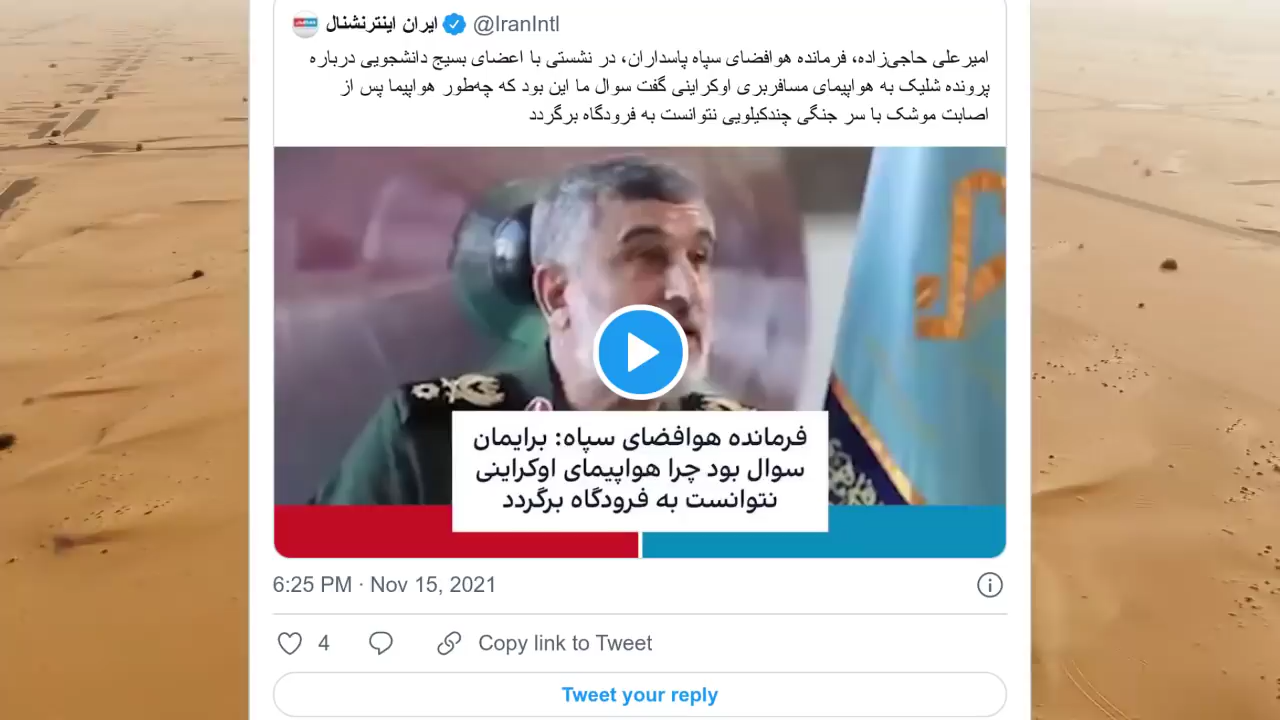 ایران اینترنشنال @IranIntl
امیرعلی حاجی‌زاده، فرمانده هوافضای سپاه پاسداران، در نشستی با اعضای بسیج دانشجویی درباره
پرونده شلیک به هواپیمای مسافربری اوکراینی گفت سوال ما این بود که چه‌طور هواپیما پس از
اصابت موشک با سر جنگی چندکیلویی نتوانست به فرودگاه برگردد
فرمانده هوافضای سپاه: برایمان
سوال بود چرا هواپیمای اوکراینی
نتوانست به فرودگاه برگردد
6:25 PM · Nov 15, 2021
4 Copy link to Tweet
Tweet your reply